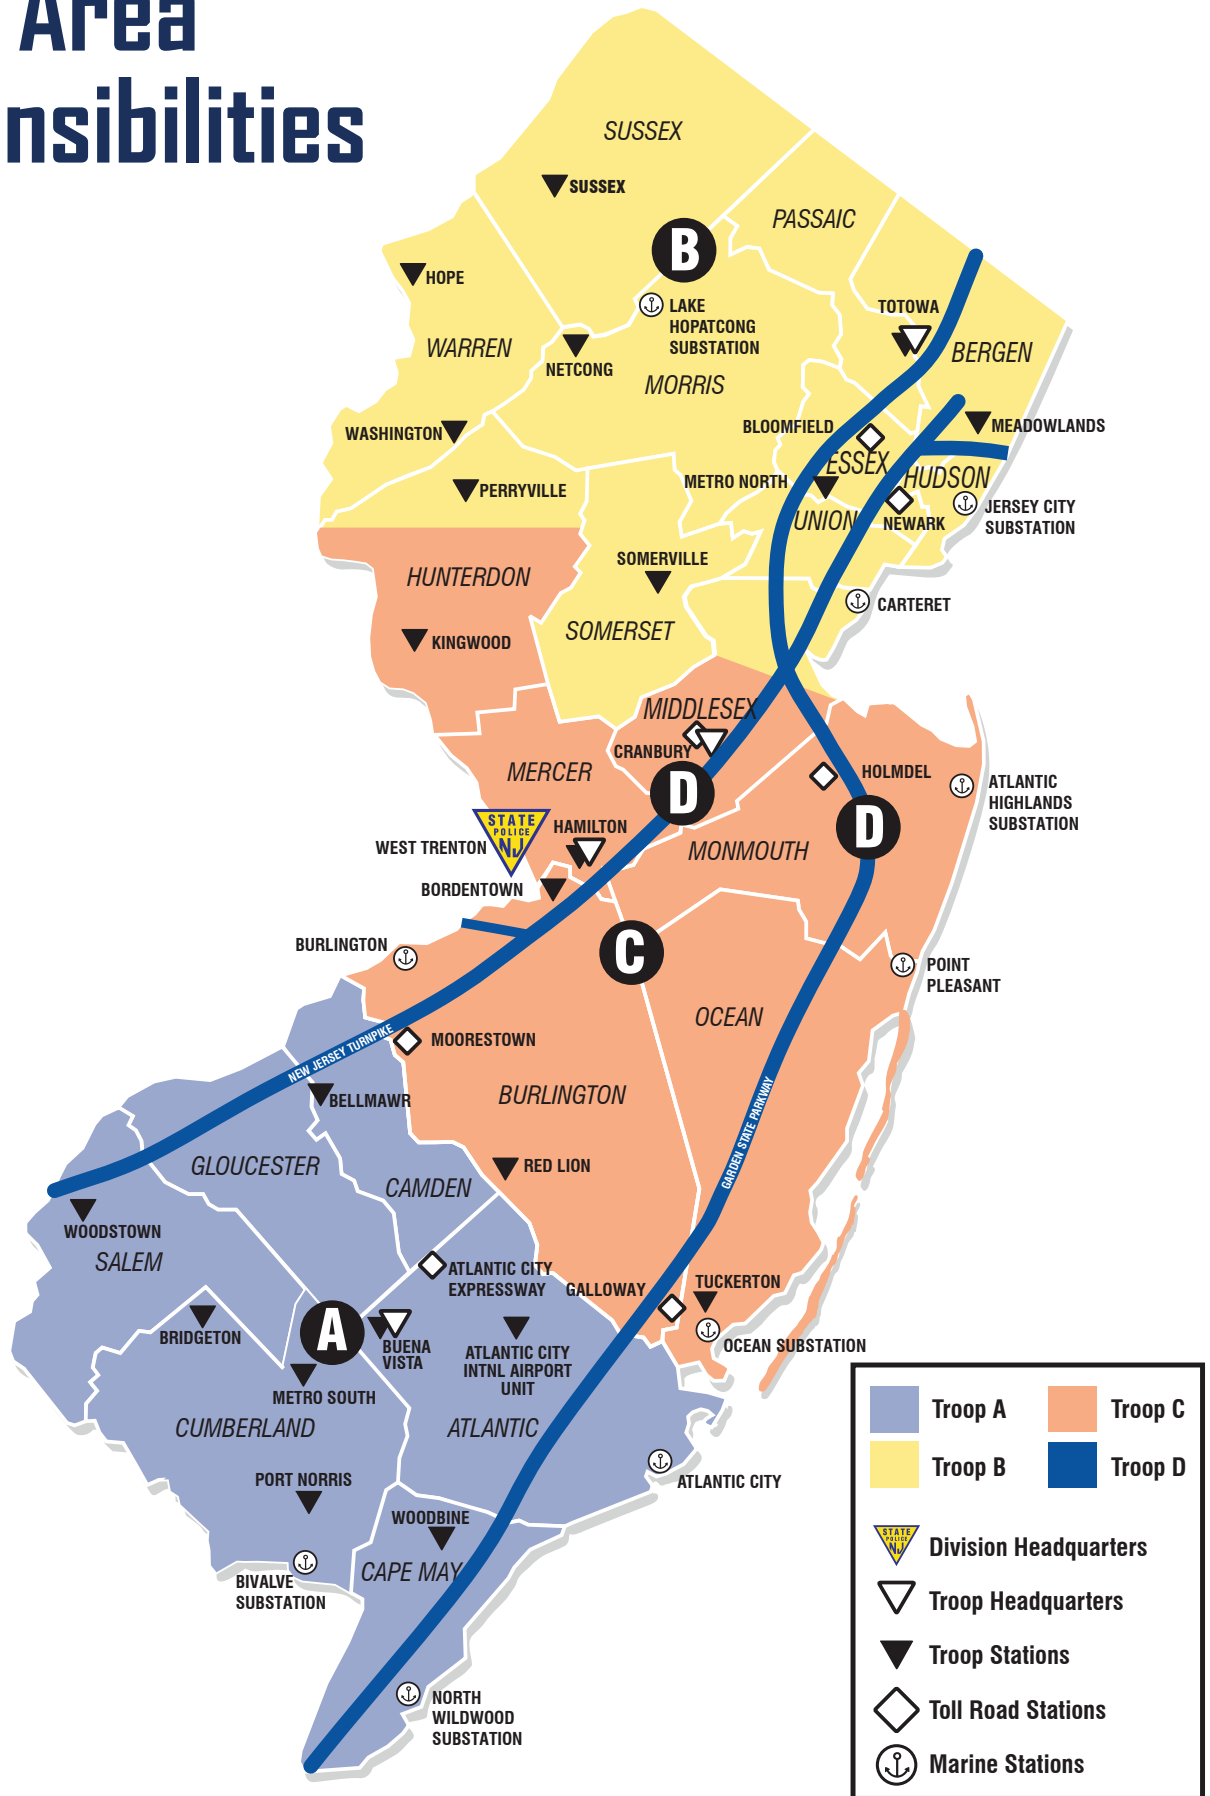 Area
nsibilities
SUSSEX
SUSSEX
PASSAIC
B
HOPE
LAKE
HOPATCONG
SUBSTATION
TOTOWA
WARREN
NETCONG
BERGEN
MORRIS
WASHINGTON
BLOOMFIELD
MEADOWLANDS
ESSEX
HUDSON
METRO NORTH
PERRYVILLE
UNION
NEWARK
JERSEY CITY
SUBSTATION
SOMERVILLE
HUNTERDON
CARTERET
SOMERSET
KINGWOOD
MIDDLESEX
CRANBURY
MERCER
HOLMDEL
D
ATLANTIC
HIGHLANDS
SUBSTATION
D
STATE
POLICE
NJ
HAMILTON
WEST TRENTON
MONMOUTH
BORDENTOWN
BURLINGTON
C
POINT
PLEASANT
OCEAN
NEW JERSEY TURNPIKE
MOORESTOWN
BELLMAWR
BURLINGTON
GARDEN STATE PARKWAY
GLOUCESTER
RED LION
CAMDEN
WOODSTOWN
SALEM
ATLANTIC CITY
EXPRESSWAY
GALLOWAY
TUCKERTON
BRIDGETON
A
BUENA
VISTA
ATLANTIC CITY
INTNL AIRPORT
UNIT
OCEAN SUBSTATION
METRO SOUTH
CUMBERLAND
ATLANTIC
PORT NORRIS
ATLANTIC CITY
WOODBINE
CAPE MAY
BIVALVE
SUBSTATION
NORTH
WILDWOOD
SUBSTATION
Troop A
Troop C
Troop B
Troop D
STATE
POLICE
NJ
Division Headquarters
Troop Headquarters
Troop Stations
Toll Road Stations
Marine Stations